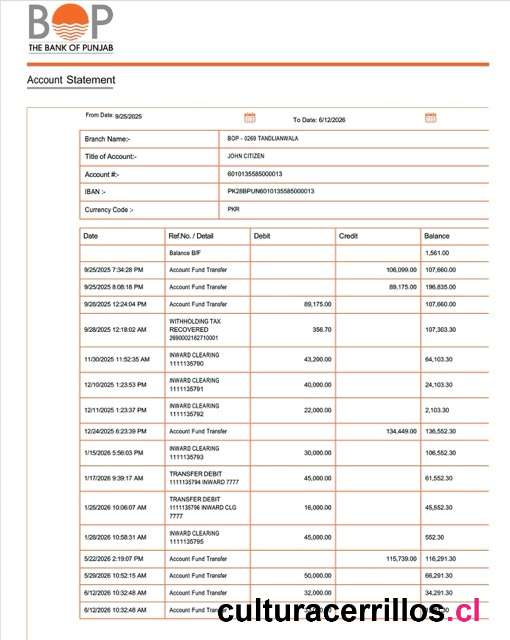 BOP
THE BANK OF PUNJAB
Account Statement
From Date: 9/25/2025 To Date: 6/12/2026
Branch Name:- BOP - 0269 TANDLIANWALA
Title of Account:- JOHN CITIZEN
Account #:- 6010135585000013
IBAN :- PK28BPUN6010135585000013
Currency Code :- PKR
Date Ref.No. / Detail Debit Credit Balance
Balance B/F 1,561.00
9/25/2025 7:34:28 PM Account Fund Transfer 106,099.00 107,660.00
9/25/2025 8:08:18 PM Account Fund Transfer 89,175.00 196,835.00
9/26/2025 12:24:04 PM Account Fund Transfer 89,175.00 107,660.00
WITHHOLDING TAX
9/28/2025 12:18:02 AM RECOVERED 356.70 107,303.30
2690002162710001
11/30/2025 11:52:35 AM INWARD CLEARING 43,200.00 64,103.30
1111135790
12/10/2025 1:23:53 PM INWARD CLEARING 40,000.00 24,103.30
1111135791
12/11/2025 1:23:37 PM INWARD CLEARING 22,000.00 2,103.30
1111135792
12/24/2025 6:23:39 PM Account Fund Transfer 134,449.00 136,552.30
1/15/2026 5:56:03 PM INWARD CLEARING 30,000.00 106,552.30
1111135793
1/17/2026 9:39:17 AM TRANSFER DEBIT 45,000.00 61,552.30
1111135794 INWARD 7777
TRANSFER DEBIT
1/25/2026 10:06:07 AM 1111135796 INWARD CLG 16,000.00 45,552.30
7777
1/28/2026 10:58:31 AM INWARD CLEARING 45,000.00 552.30
1111135795
5/22/2026 2:19:07 PM Account Fund Transfer 115,739.00 116,291.30
5/29/2026 10:52:15 AM Account Fund Transfer 50,000.00 66,291.30
6/12/2026 10:32:48 AM Account Fund Transfer 32,000.00 34,291.30
6/12/2026 10:32:48 AM Account Fund
culturacerrillos.cl